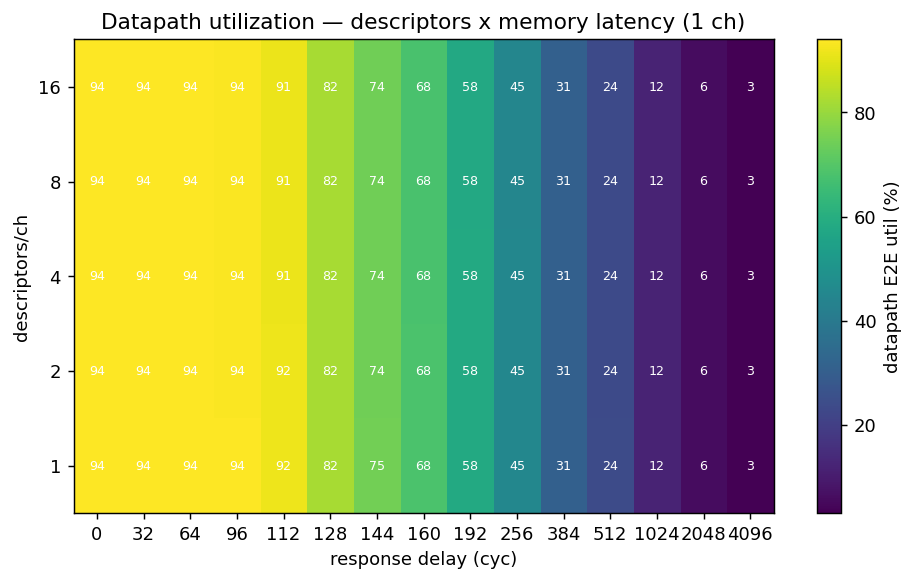 Datapath utilization — descriptors x memory latency (1 ch)
16 94 94 94 94 91 82 74 68 58 45 31 24 12 6 3
8 94 94 94 94 91 82 74 68 58 45 31 24 12 6 3
4 94 94 94 94 91 82 74 68 58 45 31 24 12 6 3
2 94 94 94 94 92 82 74 68 58 45 31 24 12 6 3
1 94 94 94 94 92 82 75 68 58 45 31 24 12 6 3
0 32 64 96 112 128 144 160 192 256 384 512 1024 2048 4096
response delay (cyc)
descriptors/ch
80
60
40
20
datapath E2E util (%)